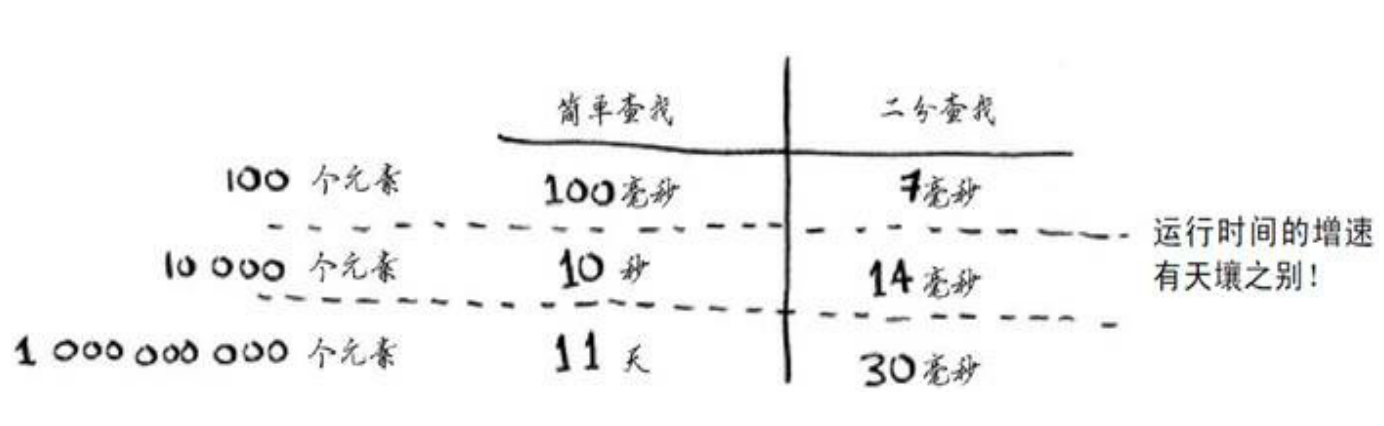 简单查找 二分查找
100 个元素 100毫秒 7毫秒
10 000 个元素 10 秒 14毫秒
1 000 000 000 个元素 11 天 30毫秒
运行时间的增速
有天壤之别！